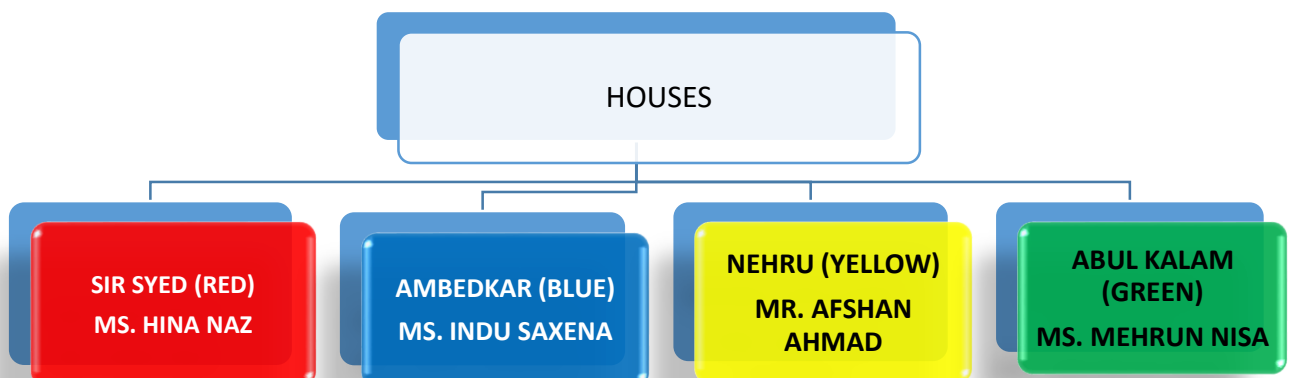 HOUSES
SIR SYED (RED)
MS. HINA NAZ
AMBEDKAR (BLUE)
MS. INDU SAXENA
NEHRU (YELLOW)
MR. AFSHAN
AHMAD
ABUL KALAM
(GREEN)
MS. MEHRUN NISA